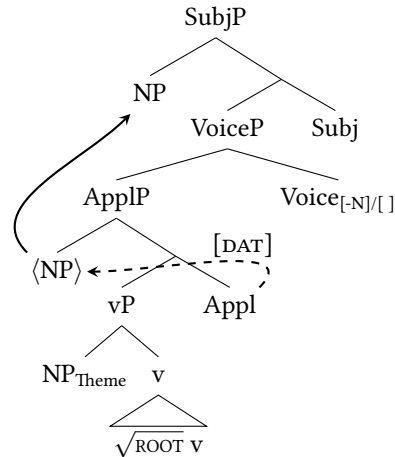 SubjP
NP
VoiceP Subj
ApplP Voice[-N]/[ ]
[DAT]
⟨NP⟩
vP Appl
NPTheme v
√ROOT v